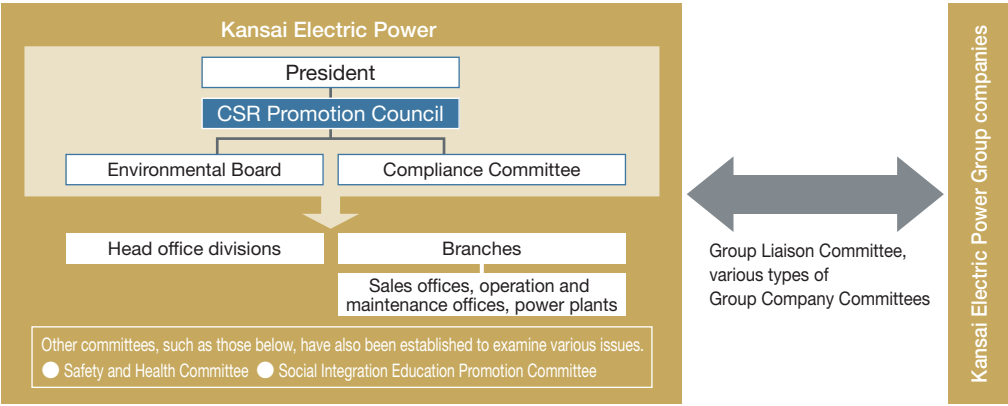 Kansai Electric Power
President
CSR Promotion Council
Environmental Board
Compliance Committee
Head office divisions
Branches
Sales offices, operation and
maintenance offices, power plants
Other committees, such as those below, have also been established to examine various issues.
Safety and Health Committee
Social Integration Education Promotion Committee
Group Liaison Committee,
various types of
Group Company Committees
Kansai Electric Power Group companies